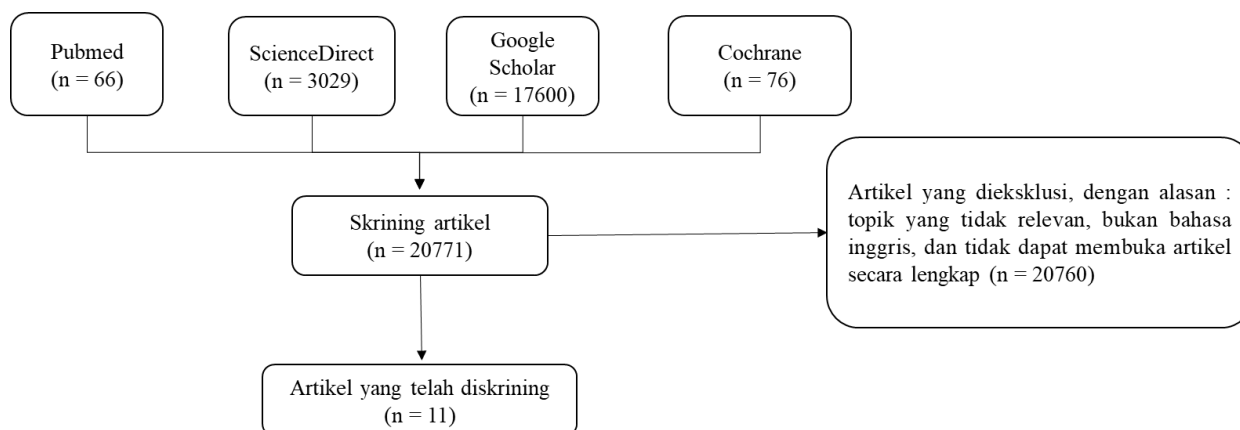 Pubmed
(n = 66)
ScienceDirect
(n = 3029)
Google
Scholar
(n = 17600)
Cochrane
(n = 76)
Skrining artikel
(n = 20771)
Artikel yang dieksklusi, dengan alasan :
topik yang tidak relevan, bukan bahasa
inggris, dan tidak dapat membuka artikel
secara lengkap (n = 20760)
Artikel yang telah diskrining
(n = 11)